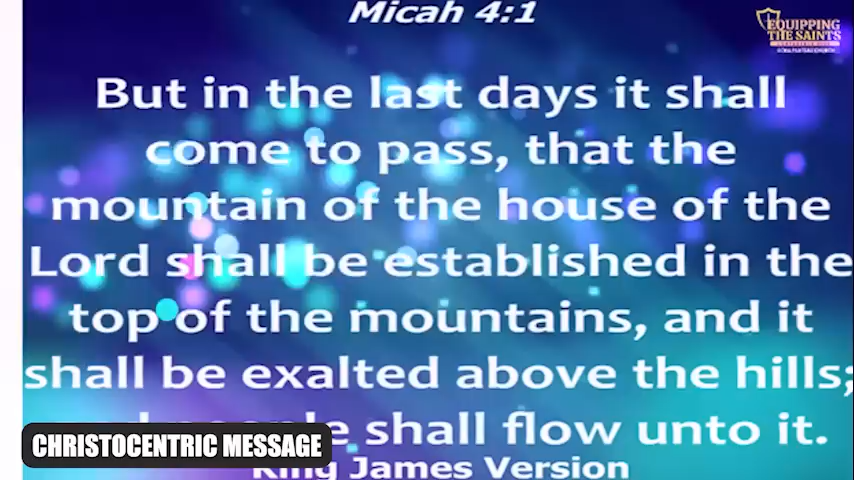 Micah 4:1
EQUIPPING
THE SAINTS
But in the last days it shall
come to pass, that the
mountain of the house of the
Lord shall be established in the
top of the mountains, and it
shall be exalted above the hills;
shall flow unto it.
CHRISTOCENTRIC MESSAGE
King James Version